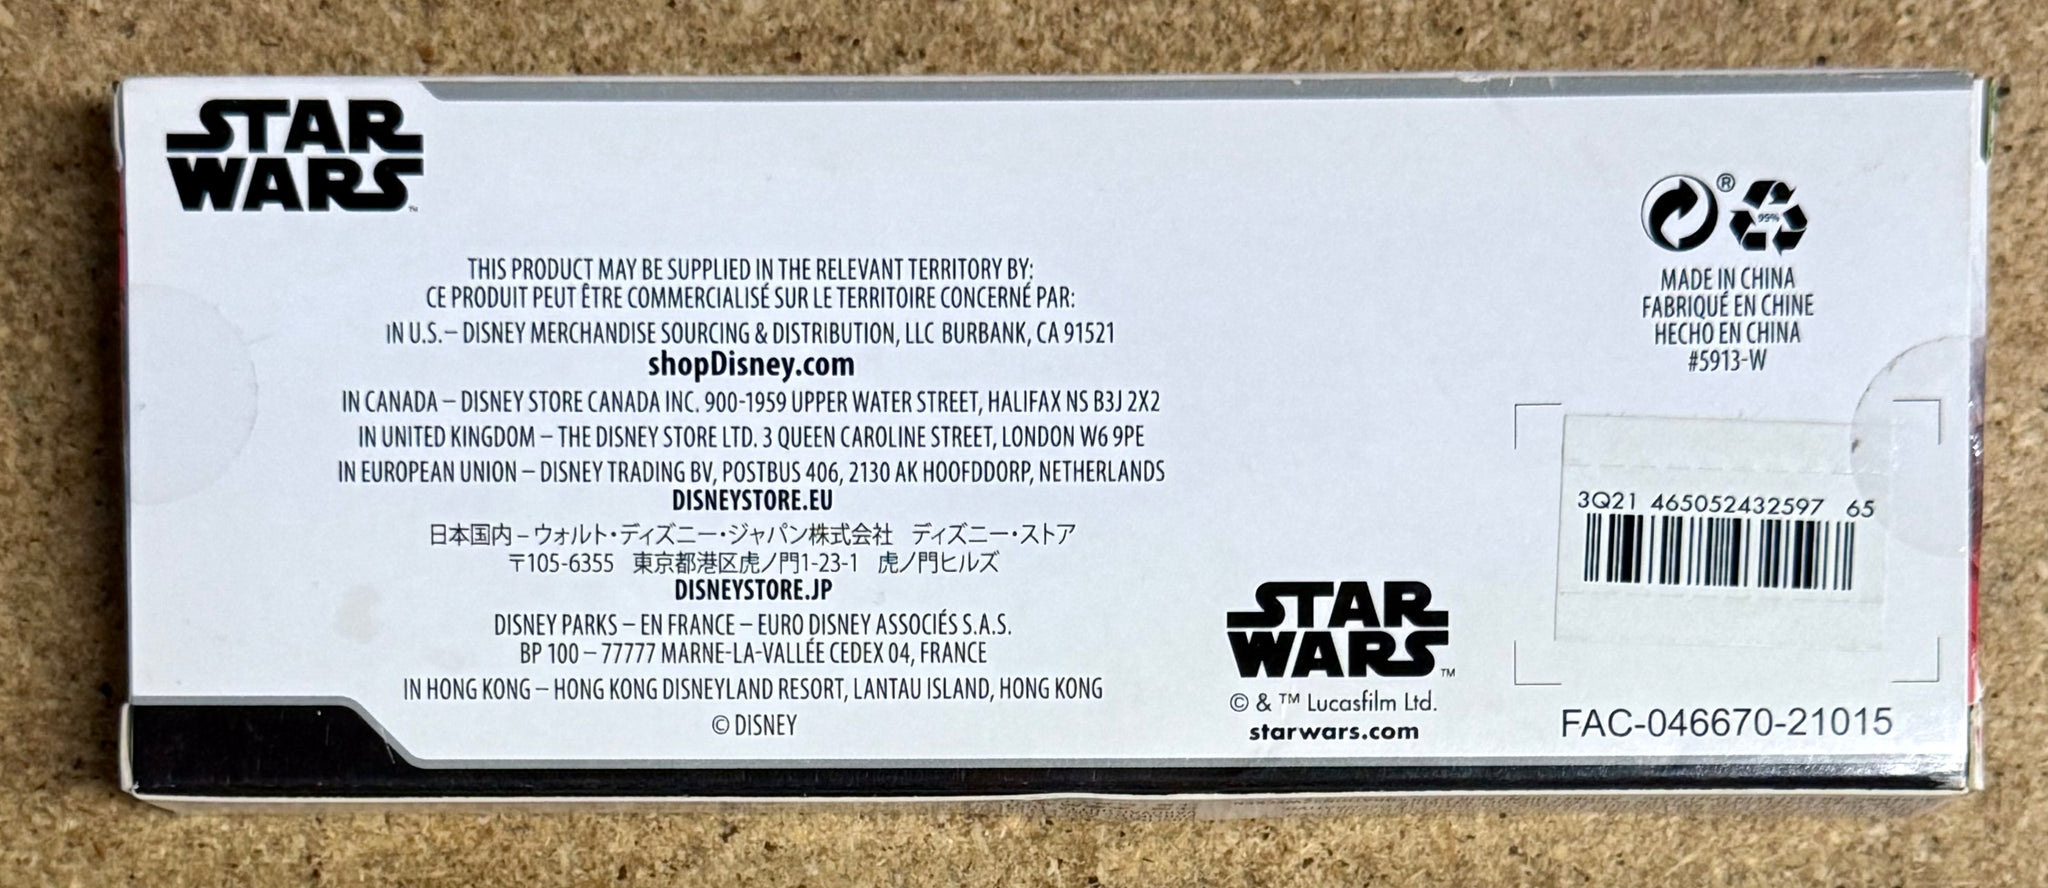 STAR
WARS™
THIS PRODUCT MAY BE SUPPLIED IN THE RELEVANT TERRITORY BY:
CE PRODUIT PEUT ÊTRE COMMERCIALISÉ SUR LE TERRITOIRE CONCERNÉ PAR:
IN U.S.– DISNEY MERCHANDISE SOURCING & DISTRIBUTION, LLC BURBANK, CA 91521
shopDisney.com
IN CANADA – DISNEY STORE CANADA INC. 900-1959 UPPER WATER STREET, HALIFAX NS B3J 2X2
IN UNITED KINGDOM – THE DISNEY STORE LTD. 3 QUEEN CAROLINE STREET, LONDON W6 9PE
IN EUROPEAN UNION – DISNEY TRADING BV, POSTBUS 406, 2130 AK HOOFDDORP, NETHERLANDS
DISNEYSTORE.EU
日本国内 – ウォルト・ディズニー・ジャパン株式会社 ディズニー・ストア
〒105-6355 東京都港区虎ノ門1-23-1 虎ノ門ヒルズ
DISNEYSTORE.JP
DISNEY PARKS – EN FRANCE – EURO DISNEY ASSOCIÉS S.A.S.
BP 100 – 77777 MARNE-LA-VALLÉE CEDEX 04, FRANCE
IN HONG KONG – HONG KONG DISNEYLAND RESORT, LANTAU ISLAND, HONG KONG
© DISNEY
STAR
WARS™
© & ™ Lucasfilm Ltd.
starwars.com
®
95%
MADE IN CHINA
FABRIQUÉ EN CHINE
HECHO EN CHINA
#5913-W
3Q21 465052432597 65
FAC-046670-21015